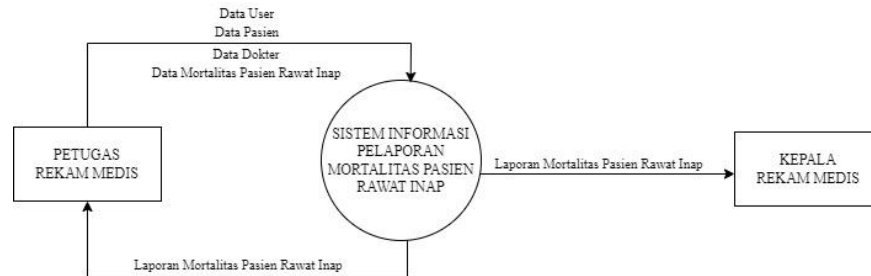 Data User
Data Pasien
Data Dokter
Data Mortalitas Pasien Rawat Inap
PETUGAS
REKAM MEDIS
SISTEM INFORMASI
PELAPORAN
MORTALITAS PASIEN
RAWAT INAP
Laporan Mortalitas Pasien Rawat Inap
KEPALA
REKAM MEDIS
Laporan Mortalitas Pasien Rawat Inap